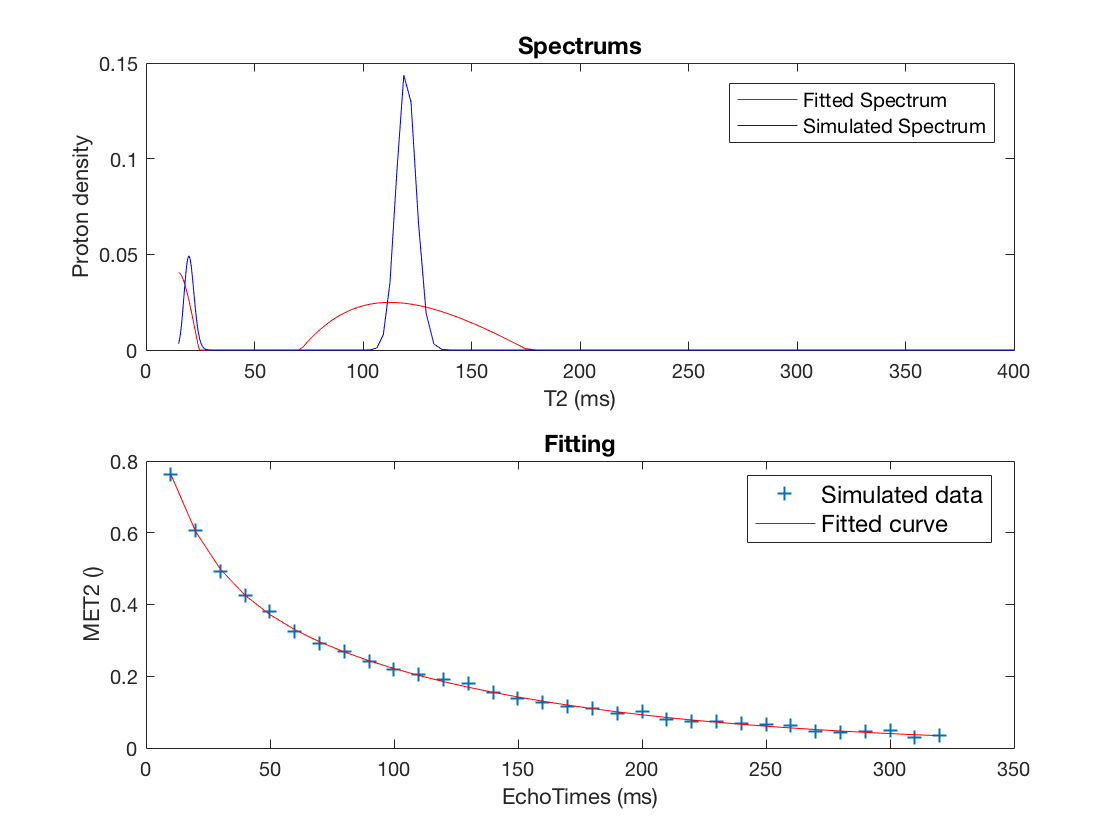 Spectrums
0.15
0.1
0.05
0
Proton density
Fitted Spectrum
Simulated Spectrum
0 50 100 150 200 250 300 350 400
T2 (ms)
Fitting
0.8
0.6
0.4
0.2
0
MET2 ()
Simulated data
Fitted curve
0 50 100 150 200 250 300 350
EchoTimes (ms)